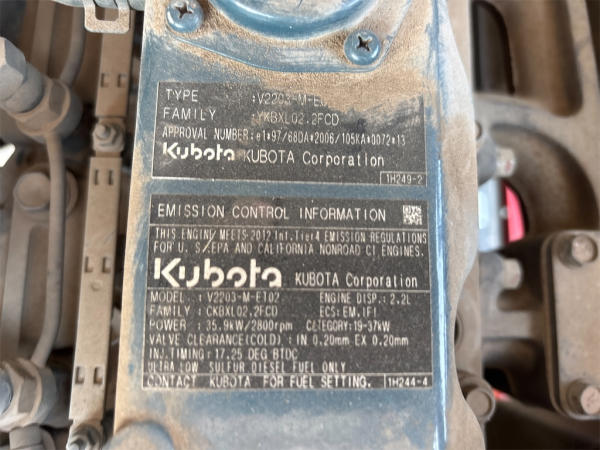 TYPE :V2203-M-E
FAMILY :YKBXL02.2FCD
APPROVAL NUMBER:e1*97/68DA*2006/105KA*0072*13
Kubota KUBOTA Corporation
1H249-2
EMISSION CONTROL INFORMATION
THIS ENGINE MEETS 2012 Int.Tier4 EMISSION REGULATIONS
FOR U. S. EPA AND CALIFORNIA NONROAD CI ENGINES.
Kubota KUBOTA Corporation
MODEL : V2203-M-ET02 ENGINE DISP.: 2.2L
FAMILY : CKBXL02.2FCD ECS: EM,IFI
POWER : 35.9kW/2800rpm CATEGORY:19-37kW
VALVE CLEARANCE(COLD) : IN 0.20mm EX 0.20mm
INJ.TIMING: 17.25 DEG BTDC
ULTRA LOW SULFUR DIESEL FUEL ONLY
CONTACT KUBOTA FOR FUEL SETTING. 1H244-4